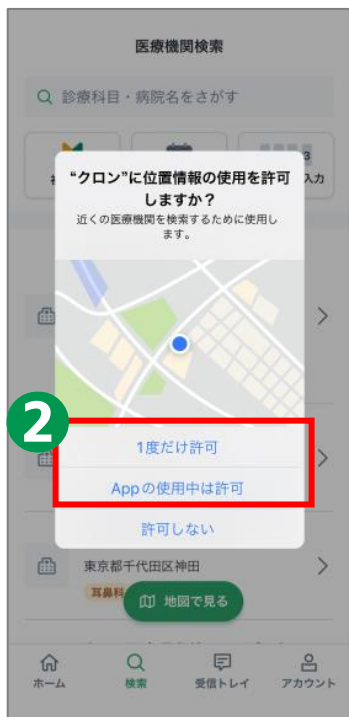 医療機関検索
診療科目・病院名をさがす
3
入力
“クロン”に位置情報の使用を許可
しますか？
近くの医療機関を検索するために使用し
ます。
2
1度だけ許可
Appの使用中は許可
許可しない
東京都千代田区神田
耳鼻科
地図で見る
ホーム
検索
受信トレイ
アカウント